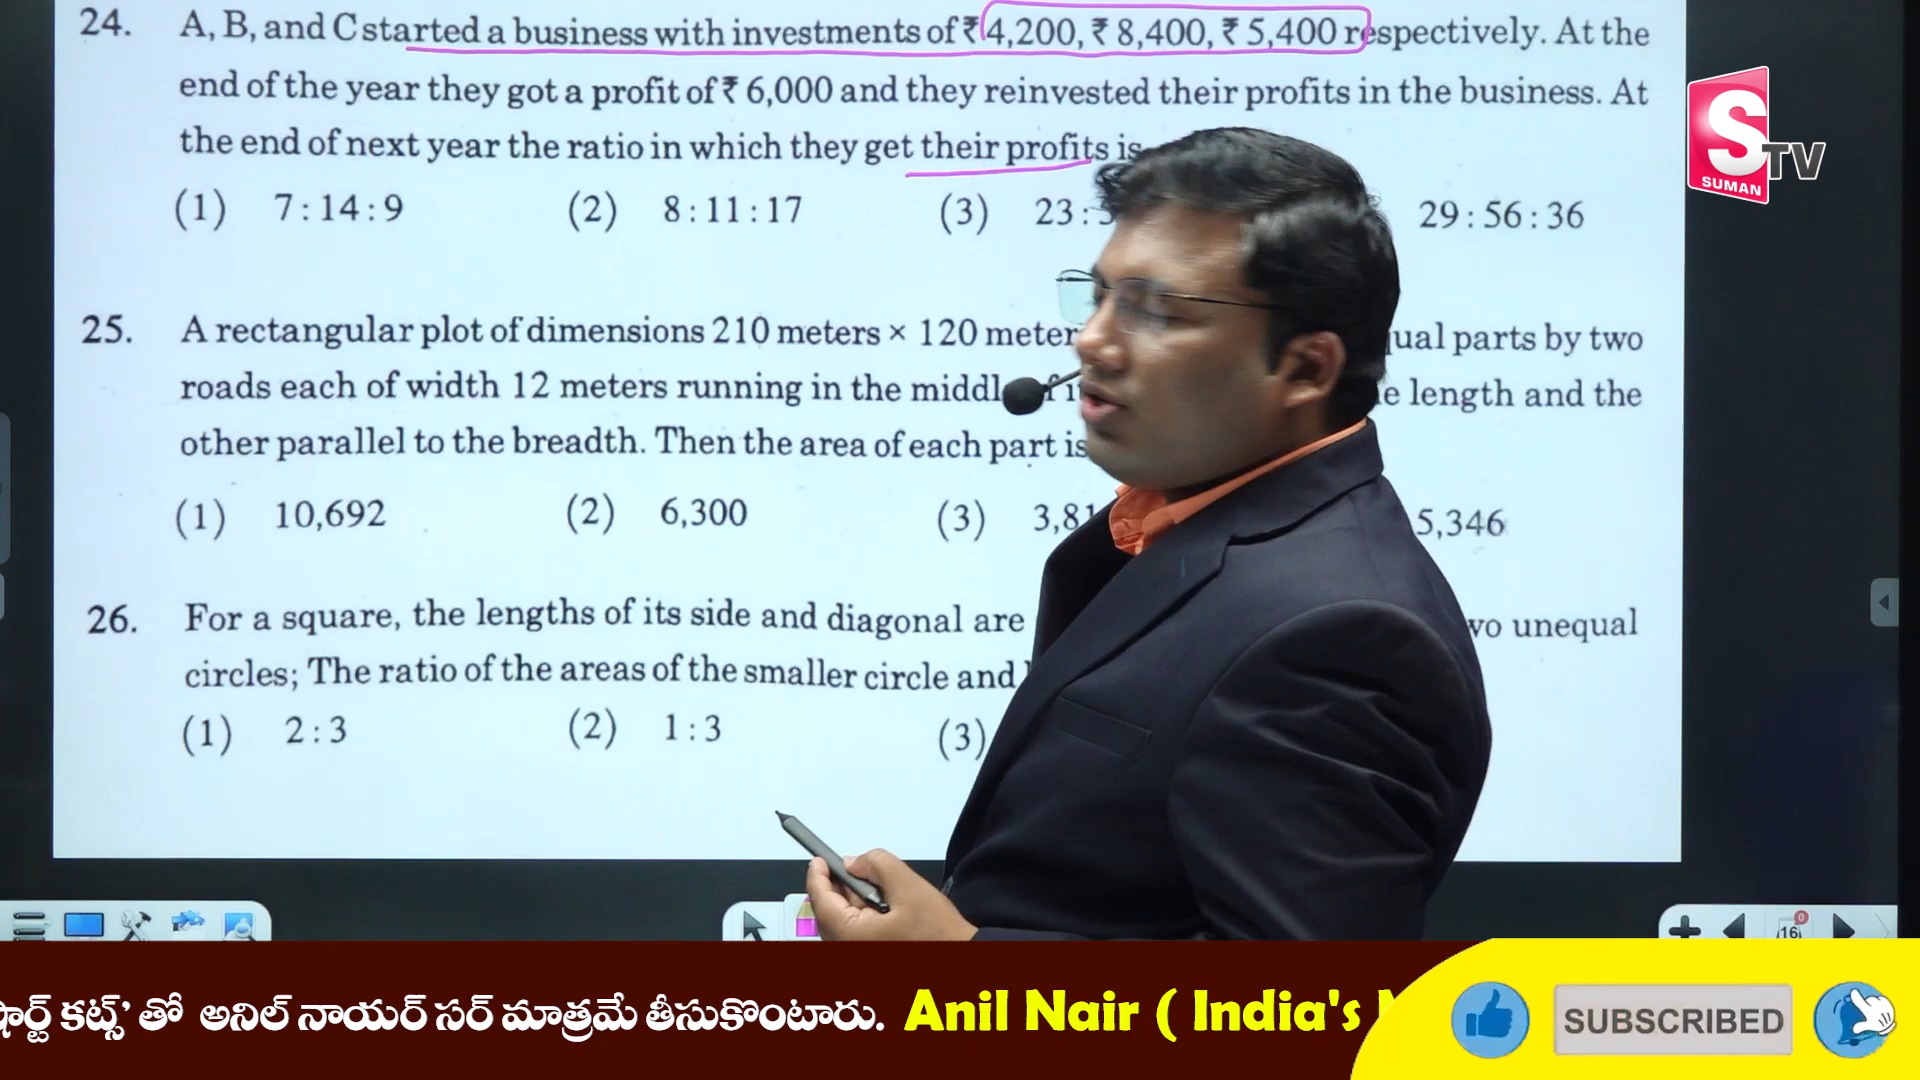 24. A, B, and C started a business with investments of ₹ 4,200, ₹ 8,400, ₹ 5,400 respectively. At the
end of the year they got a profit of ₹ 6,000 and they reinvested their profits in the business. At
the end of next year the ratio in which they get their profits is
(1) 7 : 14 : 9 (2) 8 : 11 : 17 (3) 23 : 29 : 56 : 36
25. A rectangular plot of dimensions 210 meters × 120 parts by two
roads each of width 12 meters running in the length and the
other parallel to the breadth. Then the area of each part is
(1) 10,692 (2) 6,300 (3) 5,346
26. For a square, the lengths of its side and diagonal are unequal
circles; The ratio of the areas of the smaller circle and
(1) 2 : 3 (2) 1 : 3 (3)
S TV
SUMAN
16
0
కట్స్' తో అనిల్ నాయర్ సర్ మాత్రమే తీసుకొంటారు. Anil Nair ( India's
SUBSCRIBED